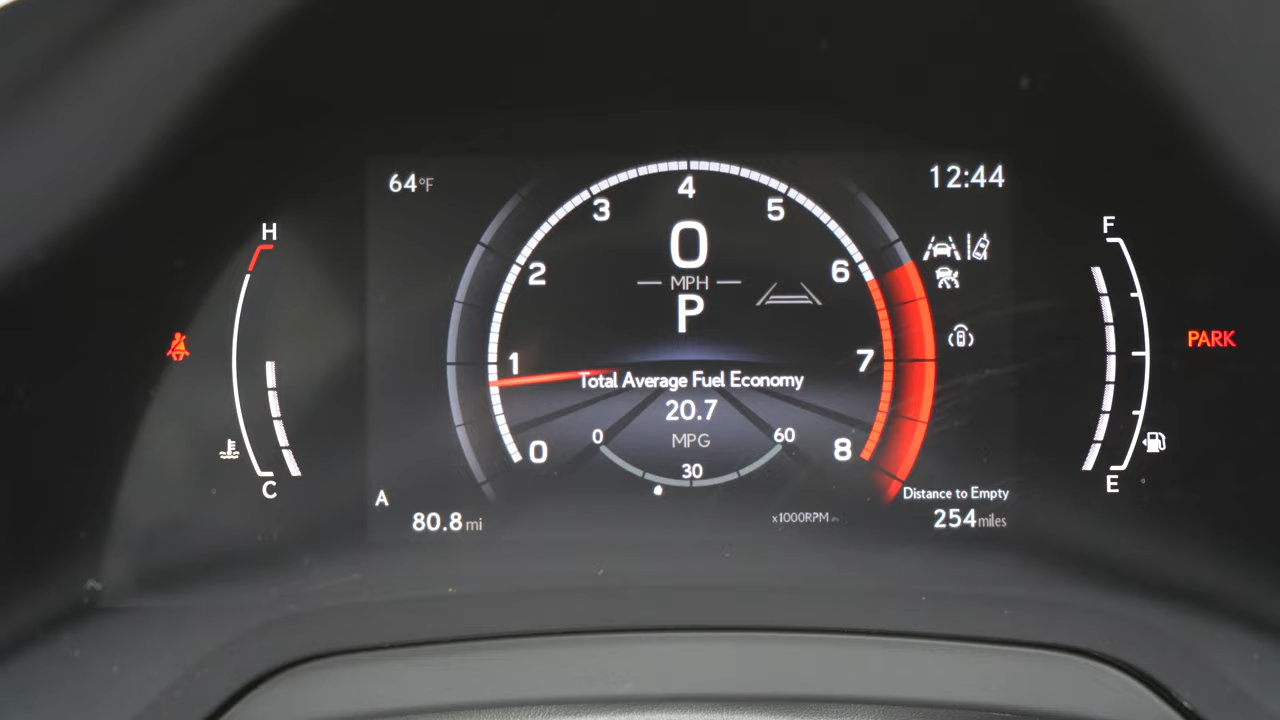 64°F
12:44
H
F
4
3
5
0
2
6
MPH
P
PARK
1
7
Total Average Fuel Economy
20.7
0
60
MPG
0
8
30
C
E
A
Distance to Empty
80.8 mi
x1000RPM
254 miles